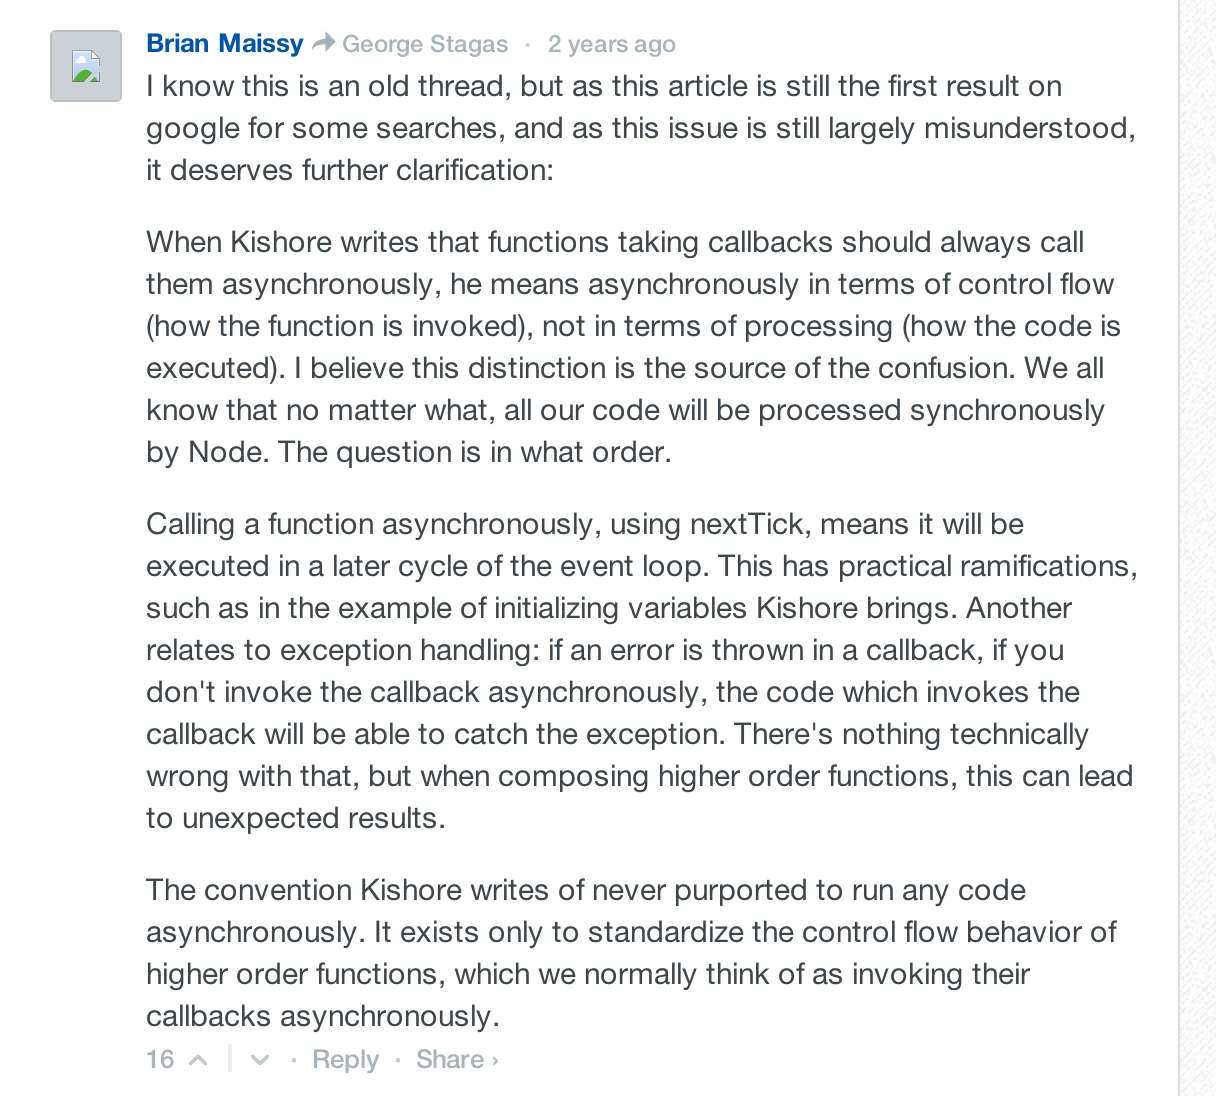 Brian Maissy George Stagas · 2 years ago
I know this is an old thread, but as this article is still the first result on
google for some searches, and as this issue is still largely misunderstood,
it deserves further clarification:
When Kishore writes that functions taking callbacks should always call
them asynchronously, he means asynchronously in terms of control flow
(how the function is invoked), not in terms of processing (how the code is
executed). I believe this distinction is the source of the confusion. We all
know that no matter what, all our code will be processed synchronously
by Node. The question is in what order.
Calling a function asynchronously, using nextTick, means it will be
executed in a later cycle of the event loop. This has practical ramifications,
such as in the example of initializing variables Kishore brings. Another
relates to exception handling: if an error is thrown in a callback, if you
don't invoke the callback asynchronously, the code which invokes the
callback will be able to catch the exception. There's nothing technically
wrong with that, but when composing higher order functions, this can lead
to unexpected results.
The convention Kishore writes of never purported to run any code
asynchronously. It exists only to standardize the control flow behavior of
higher order functions, which we normally think of as invoking their
callbacks asynchronously.
16 · Reply · Share ›